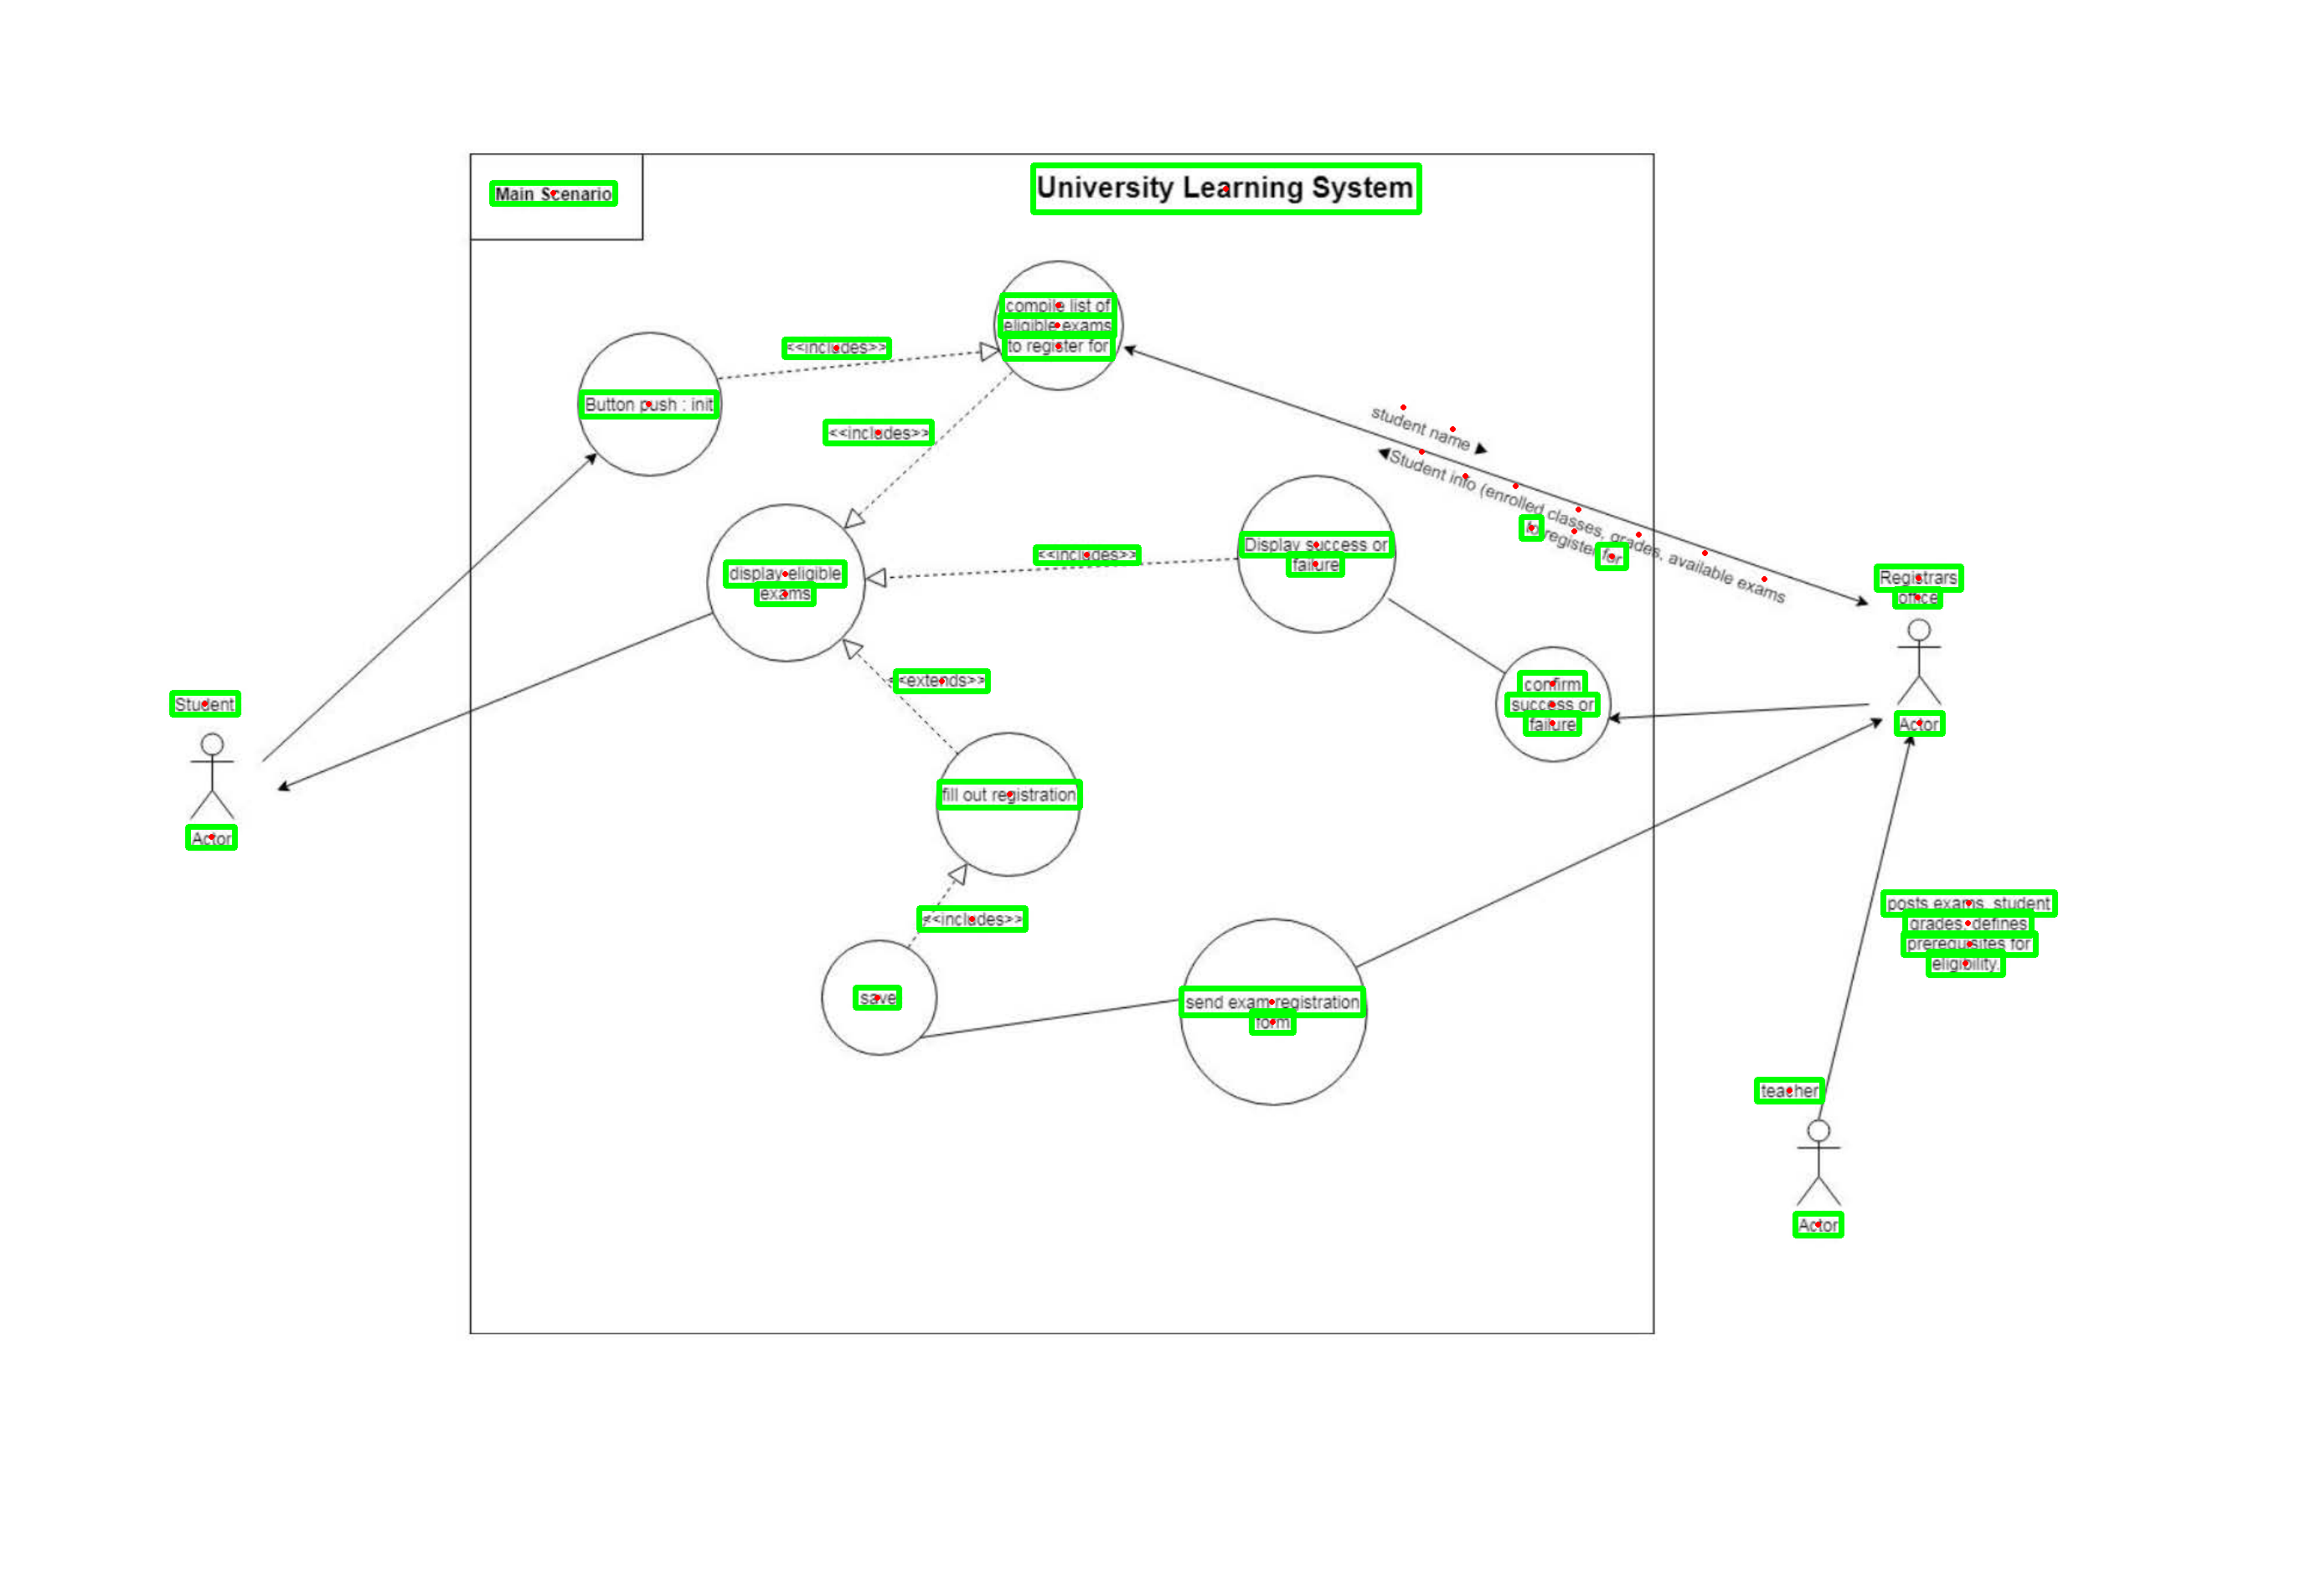 Main Scenario
University Learning System
compile list of
eligible exams
to register for
<<includes>>
Button push : init
<<includes>>
student name
Student info (enrolled classes, grades, available exams
to register for
Display success or
failure
<<includes>>
display eligible
exams
Registrars
office
<<extends>>
confirm
success or
failure
Student
Actor
Actor
fill out registration
<<includes>>
posts exams, student
grades, defines
prerequisites for
eligibility.
save
send exam registration
form
teacher
Actor